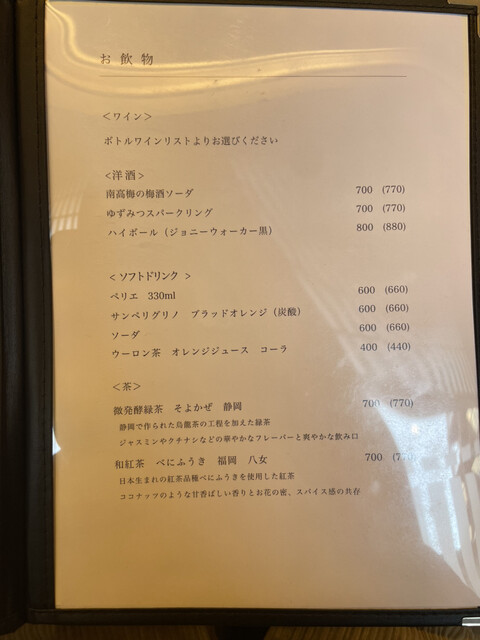 お飲物
＜ワイン＞
ボトルワインリストよりお選びください
＜洋酒＞
南高梅の梅酒ソーダ 700 (770)
ゆずみつスパークリング 700 (770)
ハイボール（ジョニーウォーカー黒） 800 (880)
＜ソフトドリンク ＞
ペリエ 330ml 600 (660)
サンペリグリノ ブラッドオレンジ（炭酸） 600 (660)
ソーダ 600 (660)
ウーロン茶 オレンジジュース コーラ 400 (440)
＜茶＞
微発酵緑茶 そよかぜ 静岡 700 (770)
静岡で作られた烏龍茶の工程を加えた緑茶
ジャスミンやクチナシなどの華やかなフレーバーと爽やかな飲み口
和紅茶 べにふうき 福岡 八女 700
日本生まれの紅茶品種べにふうきを使用した紅茶
ココナッツのような甘香ばしい香りとお花の蜜、スパイス感の共存